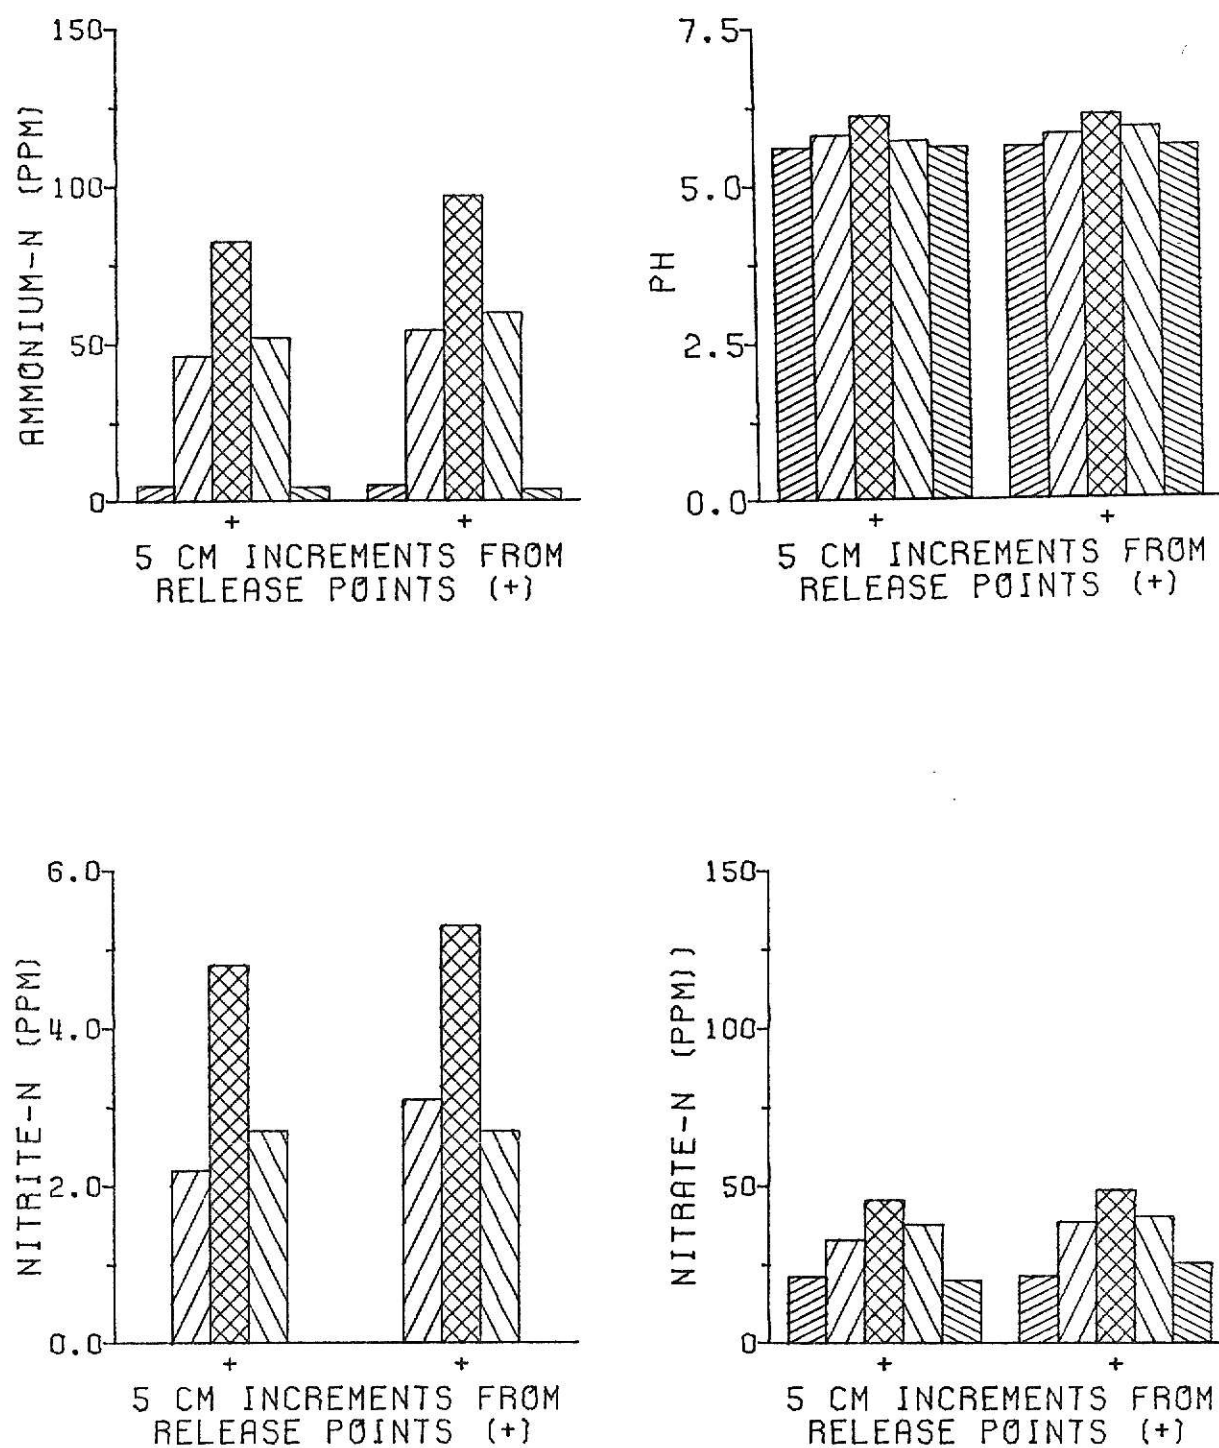 150
100
50
0
AMMONIUM-N (PPM)
+ +
5 CM INCREMENTS FROM
RELEASE POINTS (+)
7.5
5.0
2.5
0.0
PH
+ +
5 CM INCREMENTS FROM
RELEASE POINTS (+)
6.0
4.0
2.0
0.0
NITRITE-N (PPM)
+ +
5 CM INCREMENTS FROM
RELEASE POINTS (+)
150
100
50
0
NITRATE-N (PPM))
+ +
5 CM INCREMENTS FROM
RELEASE POINTS (+)